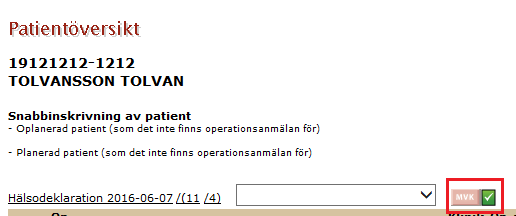 Patientöversikt
19121212-1212
TOLVANSSON TOLVAN
Snabbinskrivning av patient
- Oplanerad patient (som det inte finns operationsanmälan för)
- Planerad patient (som det inte finns operationsanmälan för)
Hälsodeklaration 2016-06-07 /(11 /4) MVK